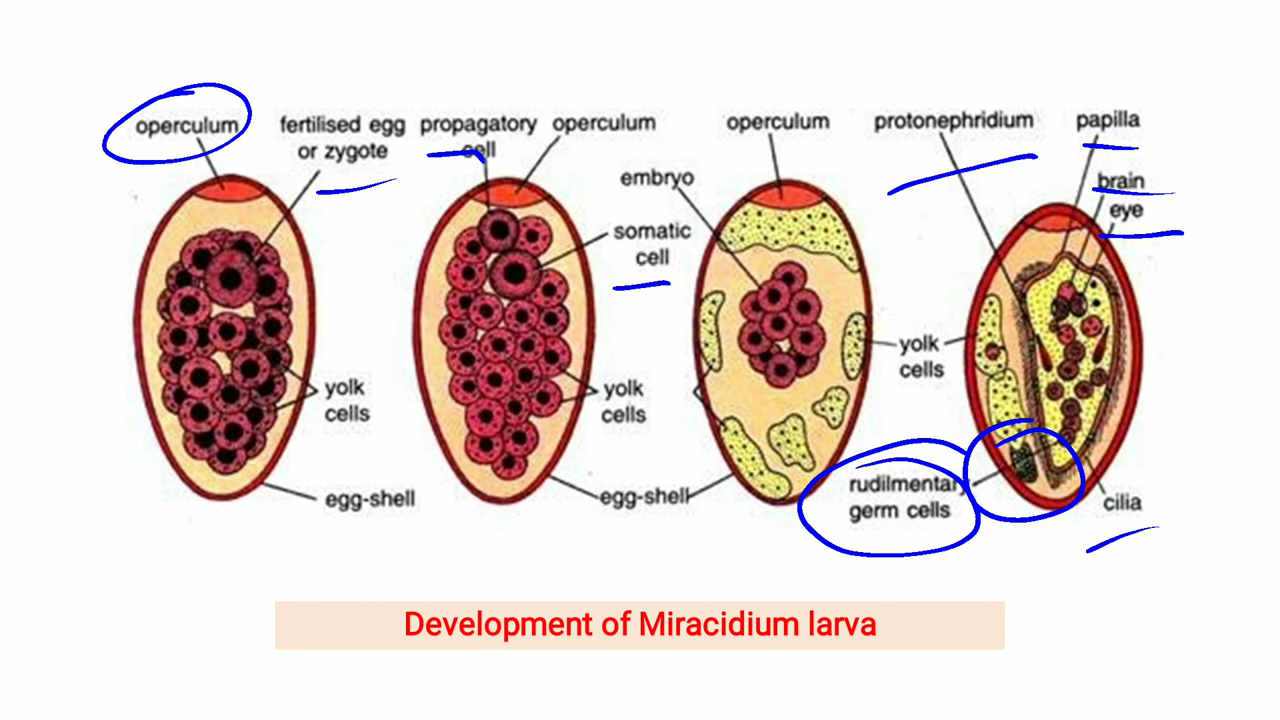 operculum
fertilised egg
or zygote
propagatory
cell
operculum
operculum
protonephridium
papilla
brain
eye
embryo
somatic
cell
yolk
cells
yolk
cells
yolk
cells
egg-shell
egg-shell
rudilmentary
germ cells
cilia
Development of Miracidium larva